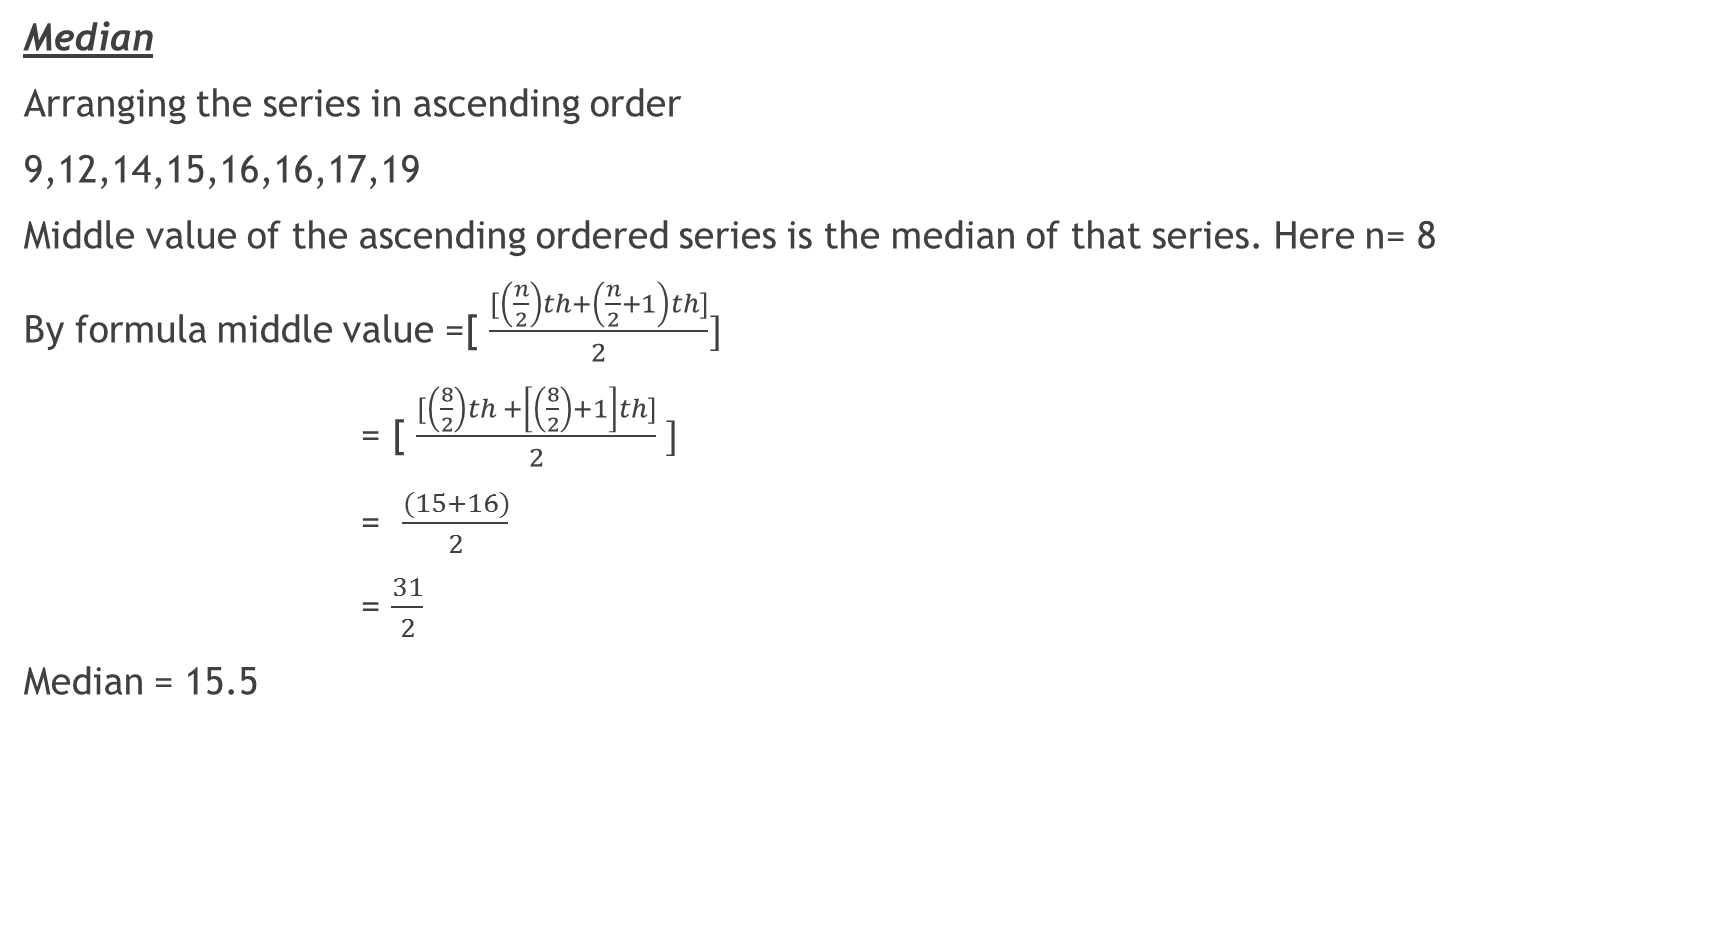 Median
Arranging the series in ascending order
9,12,14,15,16,16,17,19
Middle value of the ascending ordered series is the median of that series. Here n= 8
By formula middle value =[ [(n/2)th+(n/2+1)th]/2 ]
= [ [(8/2)th +[(8/2)+1]th]/2 ]
= (15+16)/2
= 31/2
Median = 15.5